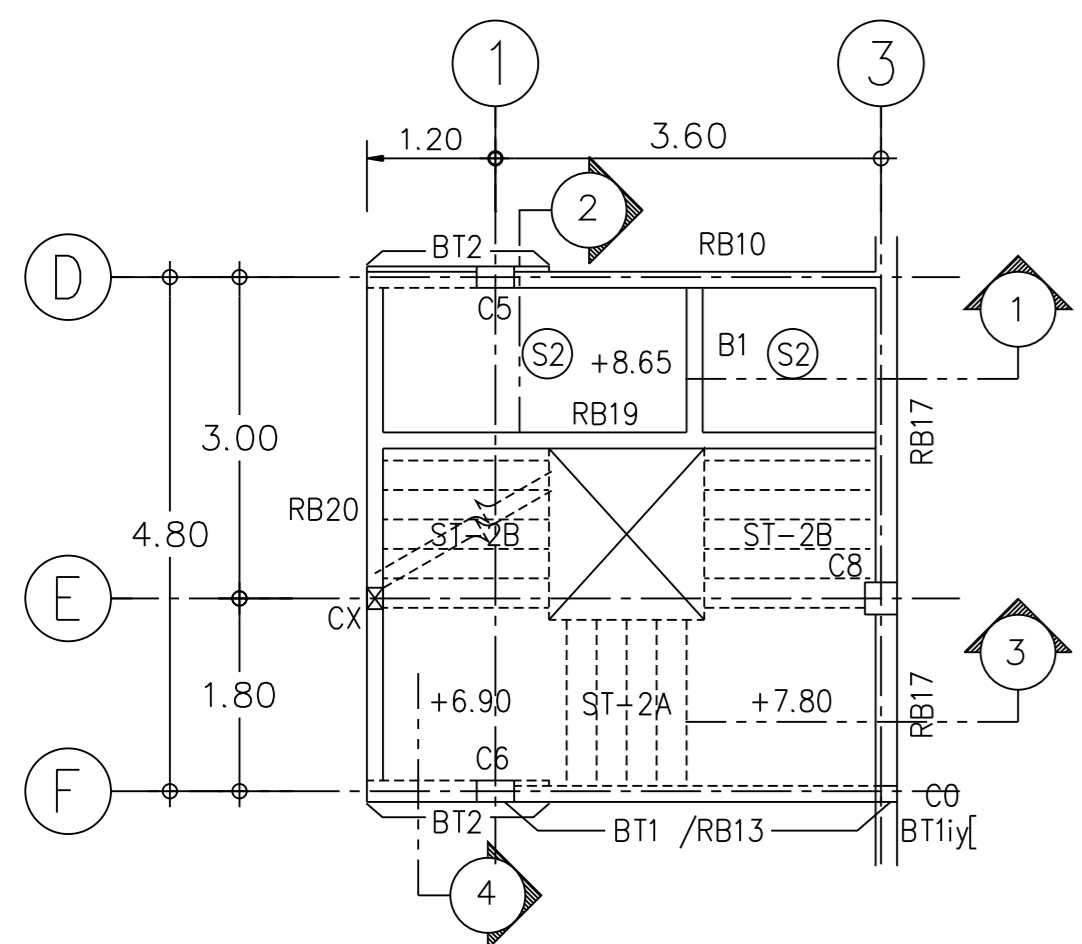 1
3
1.20
3.60
2
BT2
RB10
D
C5
1
S2
+8.65
B1
S2
RB19
RB17
3.00
RB20
4.80
ST-2B
ST-2B
C8
E
CX
3
1.80
+6.90
ST-2A
+7.80
RB17
C6
F
C0
BT2
BT1 /RB13
BT1iy[
4